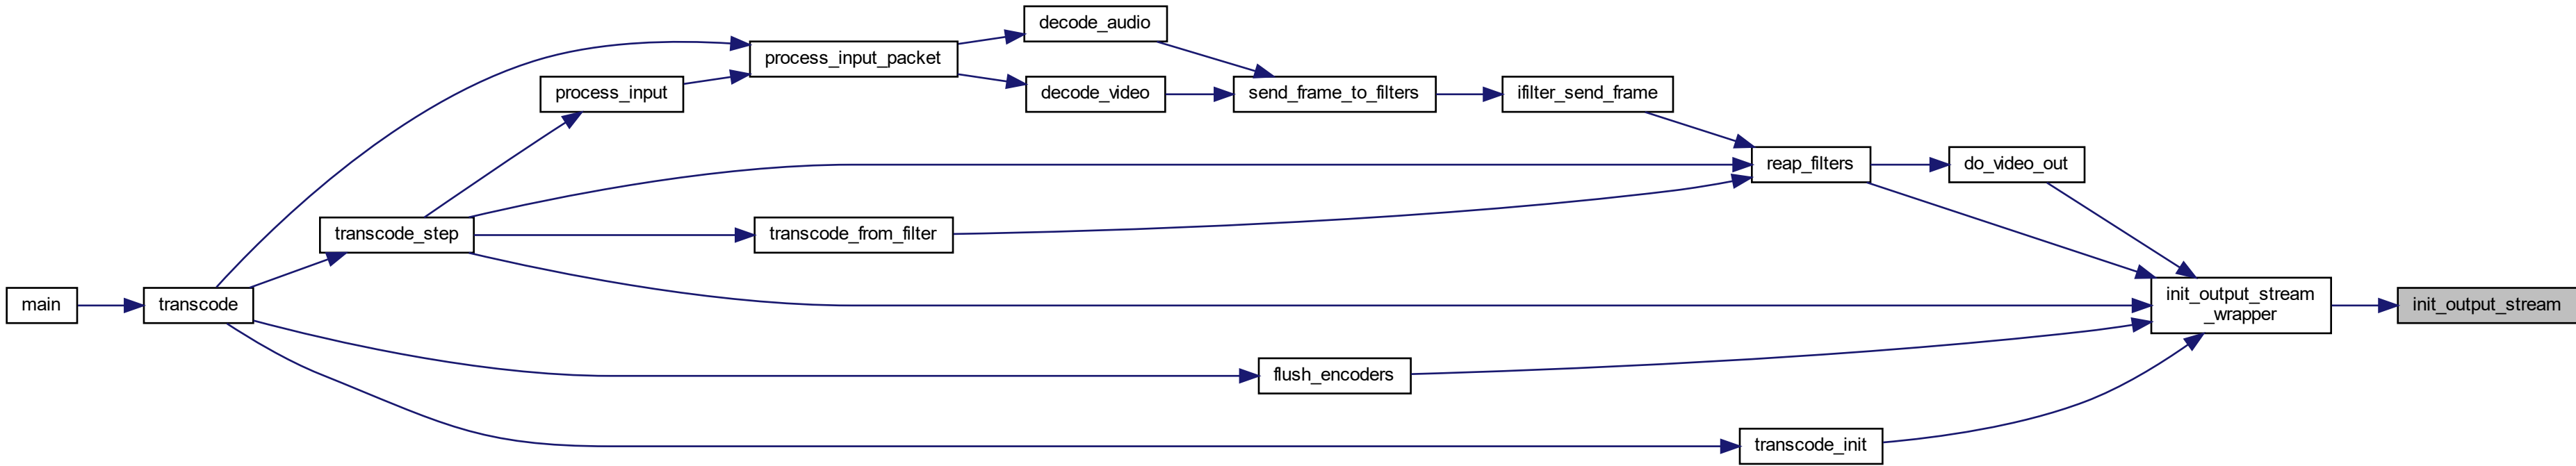 decode_audio
process_input_packet
process_input
decode_video
send_frame_to_filters
ifilter_send_frame
reap_filters
do_video_out
transcode_step
transcode_from_filter
main
transcode
init_output_stream
_wrapper
init_output_stream
flush_encoders
transcode_init